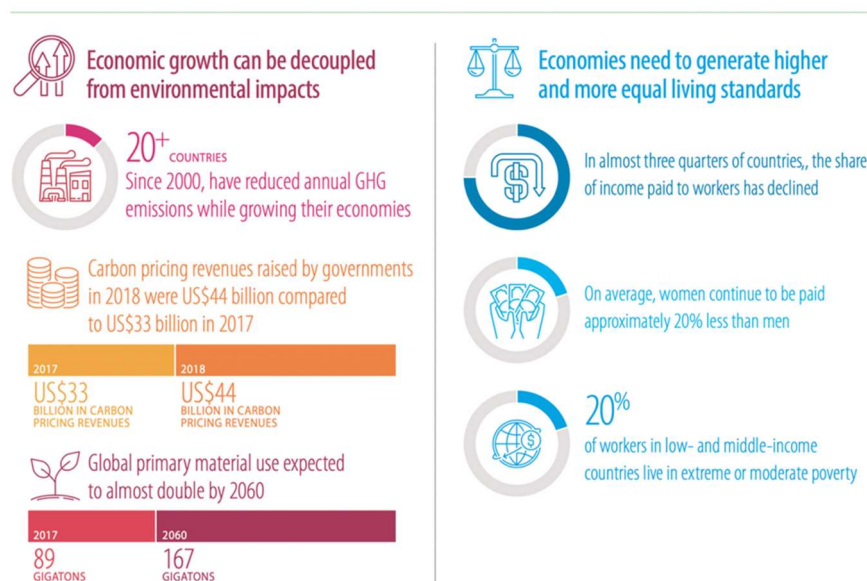 Economic growth can be decoupled
from environmental impacts
20+ COUNTRIES
Since 2000, have reduced annual GHG
emissions while growing their economies
Carbon pricing revenues raised by governments
in 2018 were US$44 billion compared
to US$33 billion in 2017
2017
2018
US$33
US$44
BILLION IN CARBON
BILLION IN CARBON
PRICING REVENUES
PRICING REVENUES
Global primary material use expected
to almost double by 2060
2017
2060
89
167
GIGATONS
GIGATONS
Economies need to generate higher
and more equal living standards
$
In almost three quarters of countries,, the share
of income paid to workers has declined
On average, women continue to be paid
approximately 20% less than men
$
20%
of workers in low- and middle-income
countries live in extreme or moderate poverty